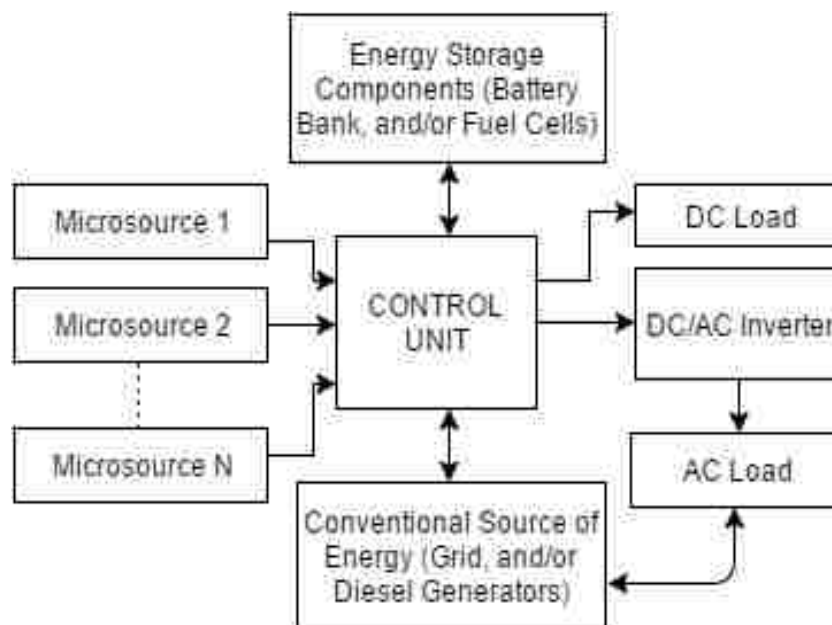 Energy Storage
Components (Battery
Bank, and/or Fuel Cells)
Microsource 1
DC Load
Microsource 2
CONTROL
UNIT
DC/AC Inverter
Microsource N
AC Load
Conventional Source of
Energy (Grid, and/or
Diesel Generators)